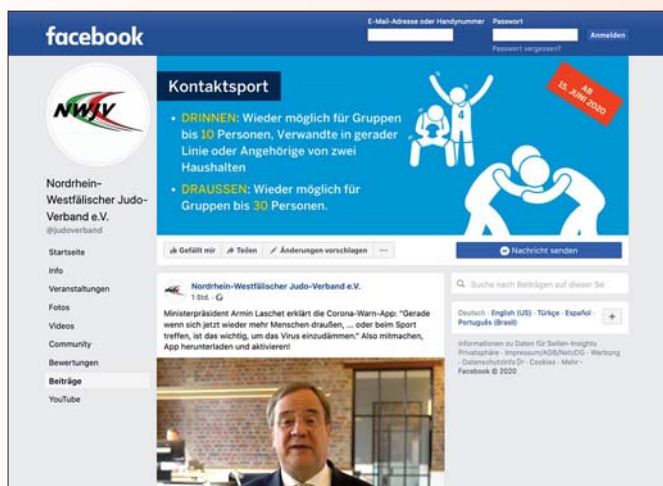 facebook
E-Mail-Adresse oder Handynummer
Passwort
Passwort vergessen?
Anmelden
NWJV
Nordrhein-
Westfälischer Judo-
Verband e.V.
@judoverband
Startseite
Info
Veranstaltungen
Fotos
Videos
Community
Bewertungen
Beiträge
YouTube
Kontaktsport
• DRINNEN: Wieder möglich für Gruppen
bis 10 Personen, Verwandte in gerader
Linie oder Angehörige von zwei
Haushalten
• DRAUSSEN: Wieder möglich für
Gruppen bis 30 Personen.
4
AB
15. JUNI 2020
Gefällt mir
Teilen
Änderungen vorschlagen
Nachricht senden
Nordrhein-Westfälischer Judo-Verband e.V.
1 Std. ·
Ministerpräsident Armin Laschet erklärt die Corona-Warn-App: "Gerade
wenn sich jetzt wieder mehr Menschen draußen, ... oder beim Sport
treffen, ist das wichtig, um das Virus einzudämmen." Also mitmachen,
App herunterladen und aktivieren!
Suche nach Beiträgen auf dieser Se
Deutsch · English (US) · Türkçe · Español ·
Português (Brasil)
+
Informationen zu Daten für Seiten-Insights
Privatsphäre · Impressum/AGB/NetzDG · Werbung
· Datenschutzinfo · Cookies · Mehr ·
Facebook © 2020